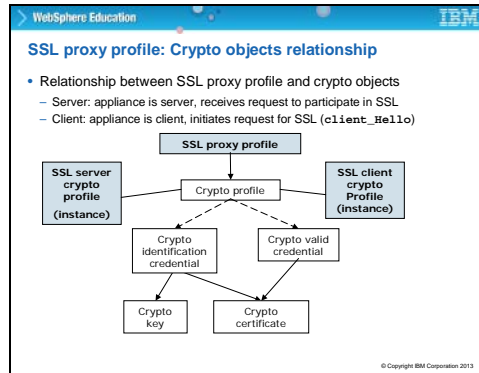 WebSphere Education
IBM
SSL proxy profile: Crypto objects relationship
• Relationship between SSL proxy profile and crypto objects
– Server: appliance is server, receives request to participate in SSL
– Client: appliance is client, initiates request for SSL (client_Hello)
SSL proxy profile
SSL server
crypto
profile
(instance)
Crypto profile
SSL client
crypto
Profile
(instance)
Crypto
identification
credential
Crypto valid
credential
Crypto
key
Crypto
certificate
© Copyright IBM Corporation 2013